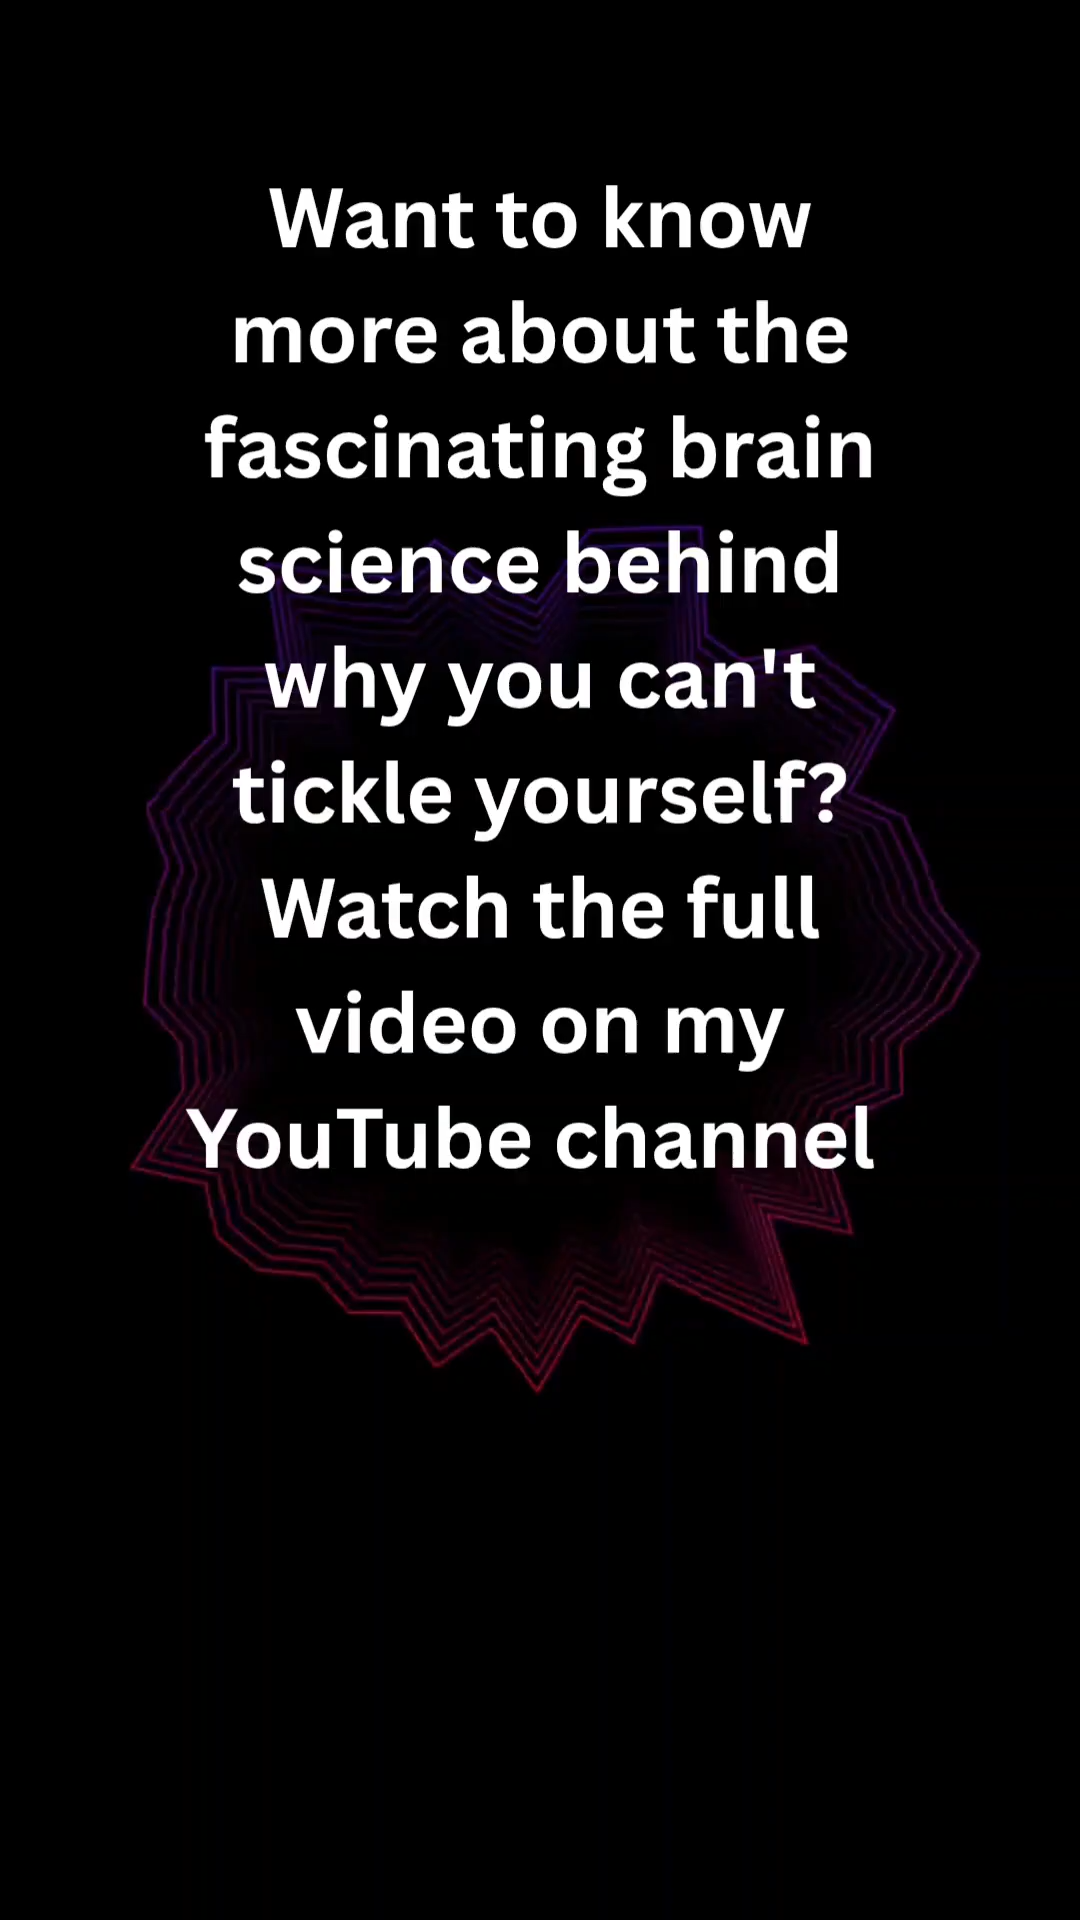 Want to know
more about the
fascinating brain
science behind
why you can't
tickle yourself?
Watch the full
video on my
YouTube channel